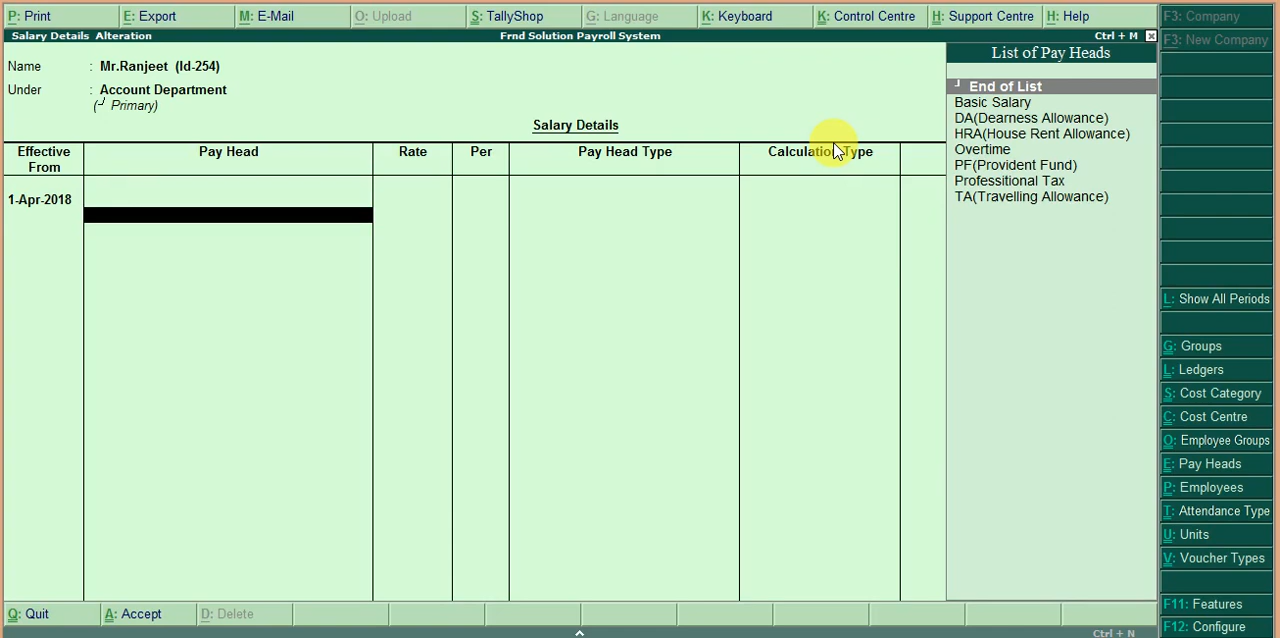 P: Print E: Export M: E-Mail O: Upload S: TallyShop G: Language K: Keyboard K: Control Centre H: Support Centre H: Help F3: Company
Salary Details Alteration Frnd Solution Payroll System Ctrl + M F3: New Company
List of Pay Heads
Name : Mr.Ranjeet (Id-254)
Under : Account Department
(┘ Primary)
Salary Details
┘ End of List
Basic Salary
DA(Dearness Allowance)
HRA(House Rent Allowance)
Overtime
PF(Provident Fund)
Professitional Tax
TA(Travelling Allowance)
Effective From Pay Head Rate Per Pay Head Type Calculation Type
1-Apr-2018
L: Show All Periods
G: Groups
L: Ledgers
S: Cost Category
C: Cost Centre
O: Employee Groups
E: Pay Heads
P: Employees
T: Attendance Type
U: Units
V: Voucher Types
F11: Features
F12: Configure
Q: Quit A: Accept D: Delete
Ctrl + N